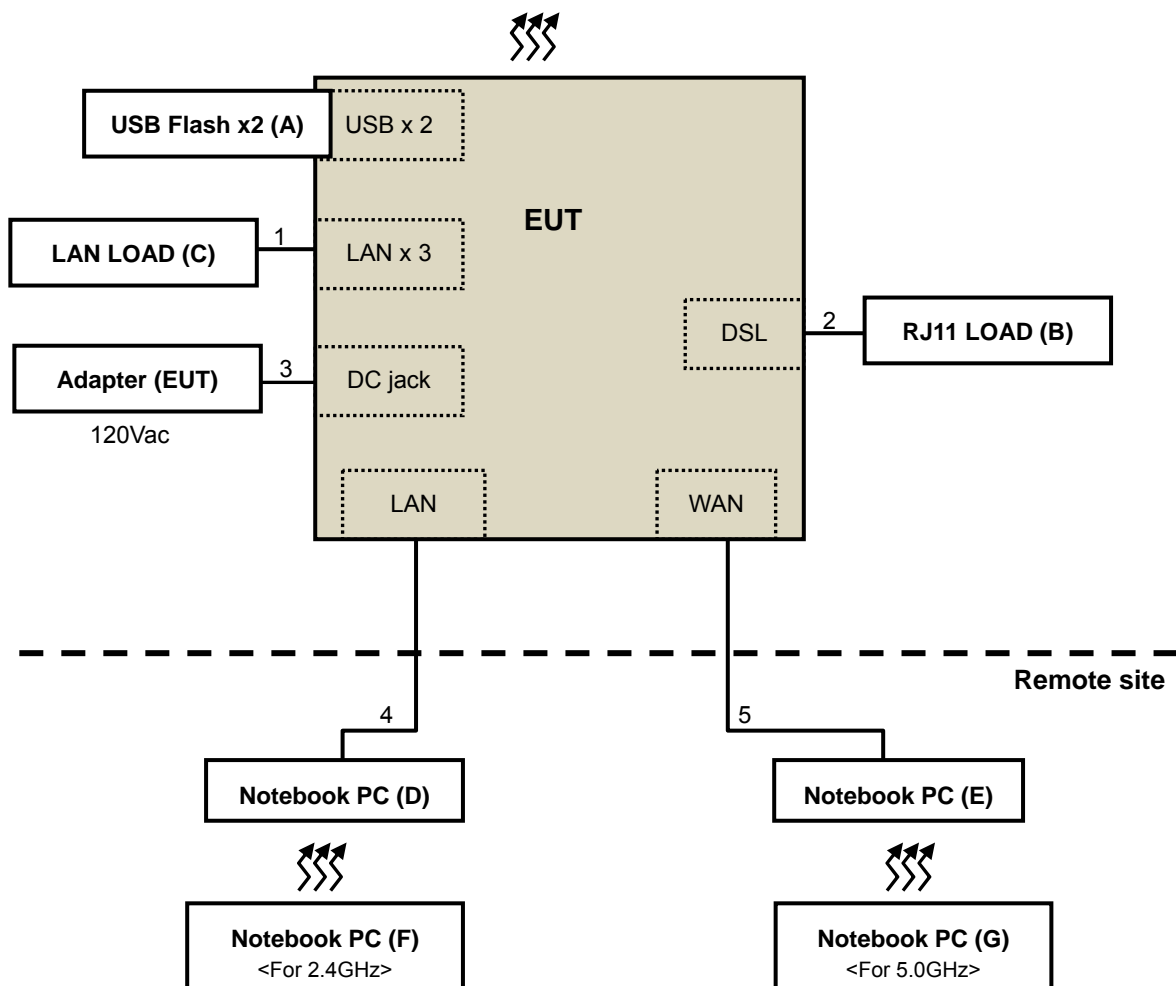 USB Flash x2 (A)
USB x 2
EUT
LAN LOAD (C)
1
LAN x 3
DSL
2
RJ11 LOAD (B)
Adapter (EUT)
3
DC jack
120Vac
LAN
WAN
Remote site
4
5
Notebook PC (D)
Notebook PC (E)
Notebook PC (F)
<For 2.4GHz>
Notebook PC (G)
<For 5.0GHz>